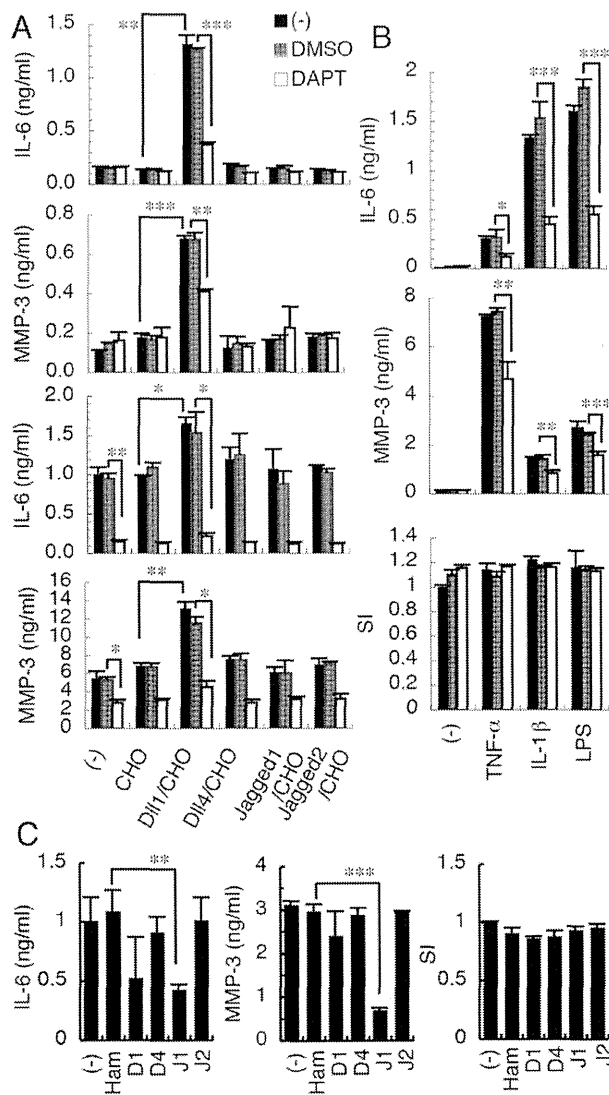 A
IL-6 (ng/ml)
1.5
1.0
0.5
0.0
** ***
(-)
DMSO
DAPT
MMP-3 (ng/ml)
0.8
0.6
0.4
0.2
0.0
*** **
IL-6 (ng/ml)
2.0
1.5
1.0
0.5
0.0
** * *
MMP-3 (ng/ml)
16
14
12
10
8
6
4
2
0
* ** *
(-)
CHO
Dll1/CHO
Dll4/CHO
Jagged1
/CHO
Jagged2
/CHO
B
IL-6 (ng/ml)
2
1.5
1
0.5
0
* *** ***
MMP-3 (ng/ml)
8
6
4
2
0
** ** ***
SI
1.4
1.2
1
0.8
0.6
0.4
0.2
0
(-)
TNF-α
IL-1β
LPS
C
IL-6 (ng/ml)
1.5
1
0.5
0
**
(-)
Ham
D1
D4
J1
J2
MMP-3 (ng/ml)
4
3
2
1
0
***
(-)
Ham
D1
D4
J1
J2
SI
1.5
1
0.5
0
(-)
Ham
D1
D4
J1
J2